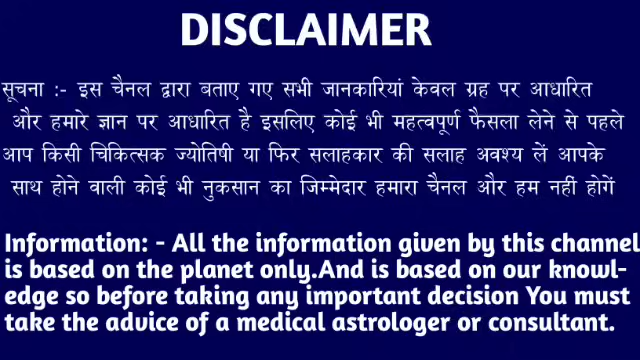 DISCLAIMER
सूचना :- इस चैनल द्वारा बताए गए सभी जानकारियां केवल ग्रह पर आधारित
और हमारे ज्ञान पर आधारित है इसलिए कोई भी महत्वपूर्ण फैसला लेने से पहले
आप किसी चिकित्सक ज्योतिषी या फिर सलाहकार की सलाह अवश्य लें आपके
साथ होने वाली कोई भी नुकसान का जिम्मेदार हमारा चैनल और हम नहीं होगें
Information: - All the information given by this channel
is based on the planet only.And is based on our knowl-
edge so before taking any important decision You must
take the advice of a medical astrologer or consultant.